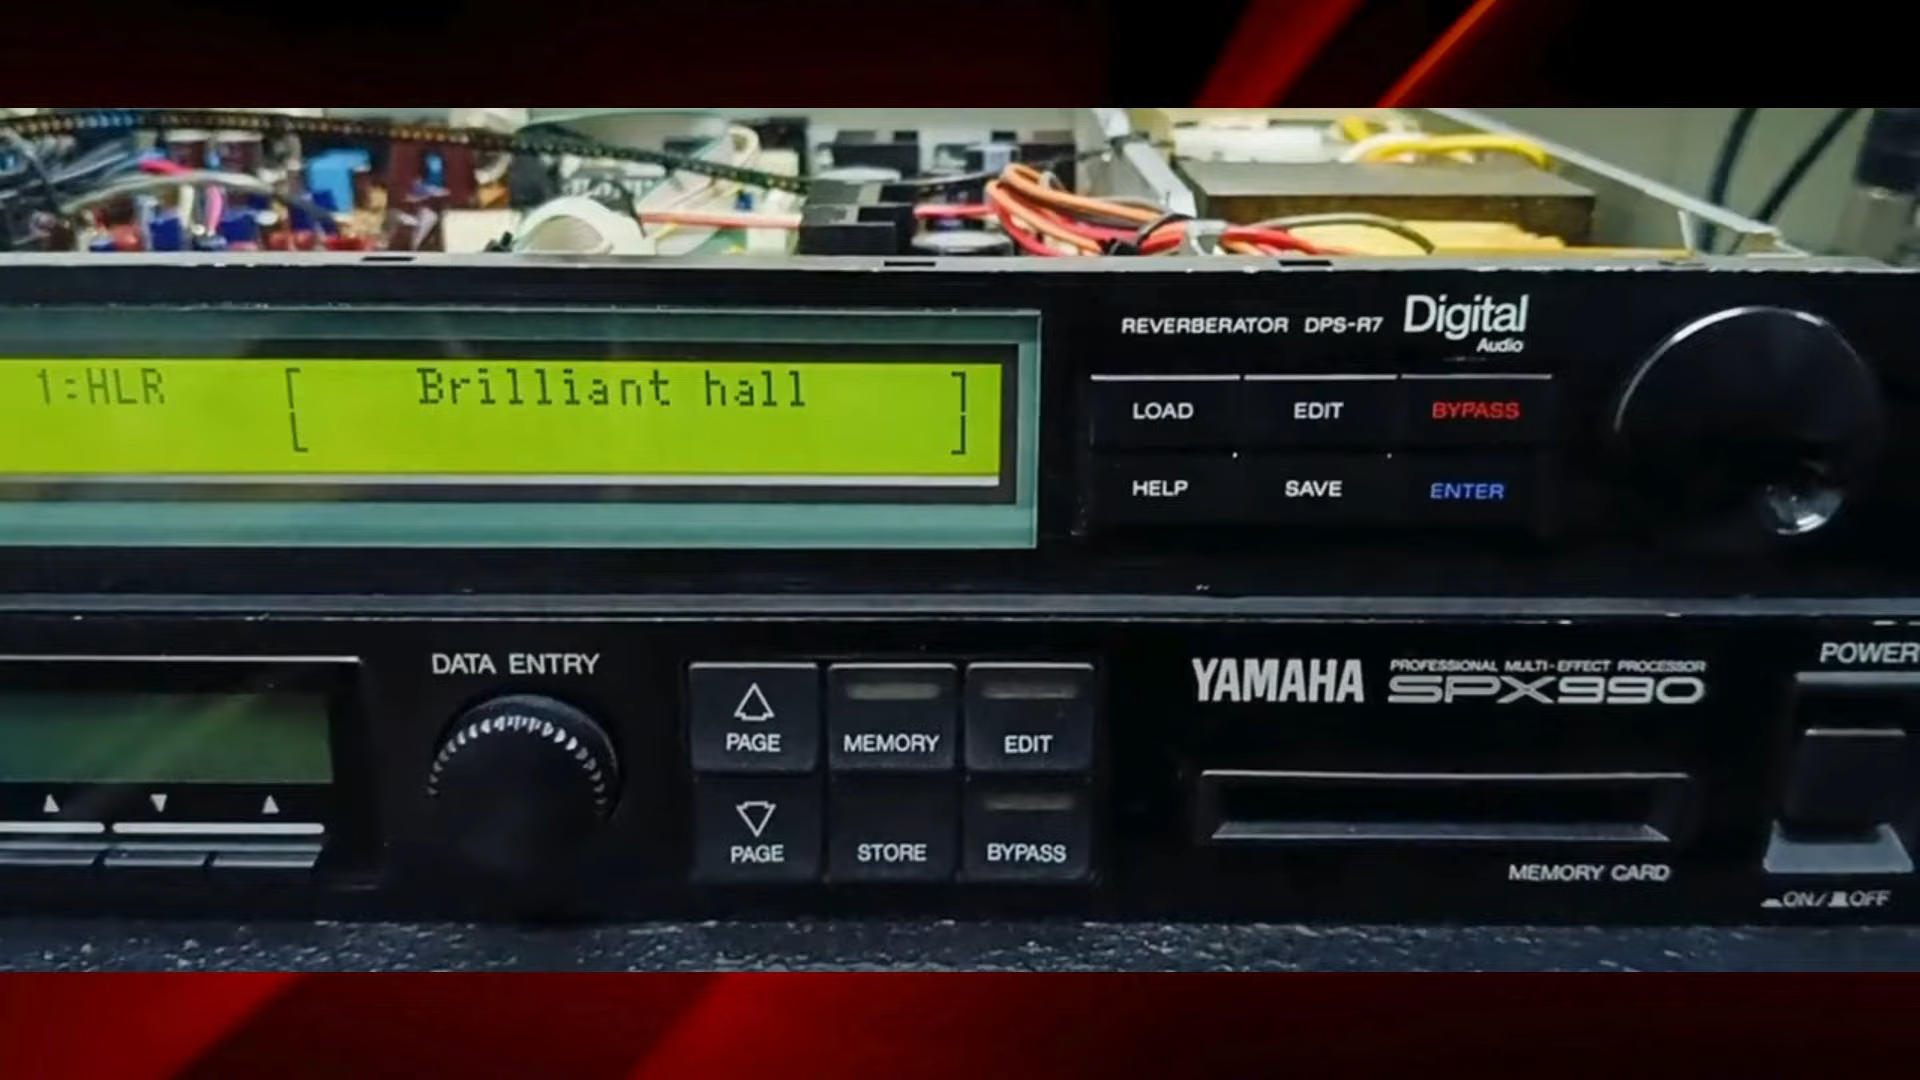 REVERBERATOR DPS-R7 Digital
Audio
1:HLR [ Brilliant hall ]
[ ]
LOAD EDIT BYPASS
HELP SAVE ENTER
DATA ENTRY
YAMAHA PROFESSIONAL MULTI-EFFECT PROCESSOR
SPX990
POWER
PAGE MEMORY EDIT
PAGE STORE BYPASS
MEMORY CARD
ON/ OFF